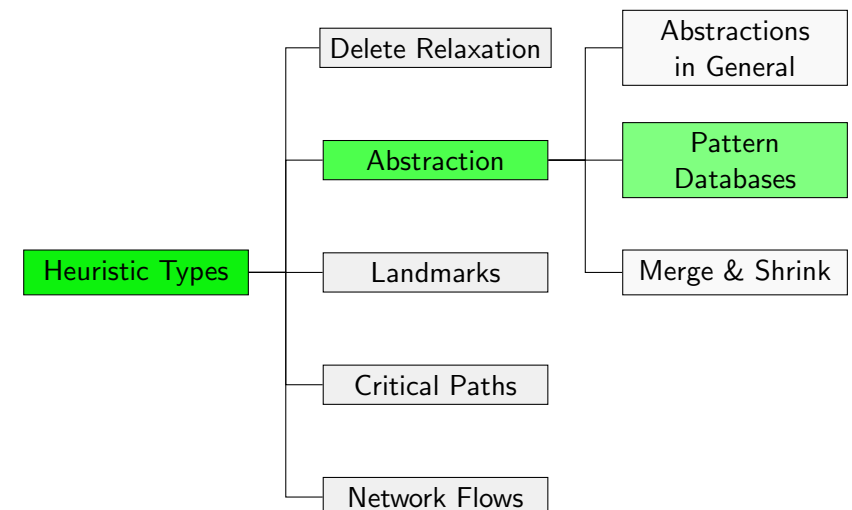 Heuristic Types
Delete Relaxation
Abstraction
Landmarks
Critical Paths
Network Flows
Abstractions
in General
Pattern
Databases
Merge & Shrink